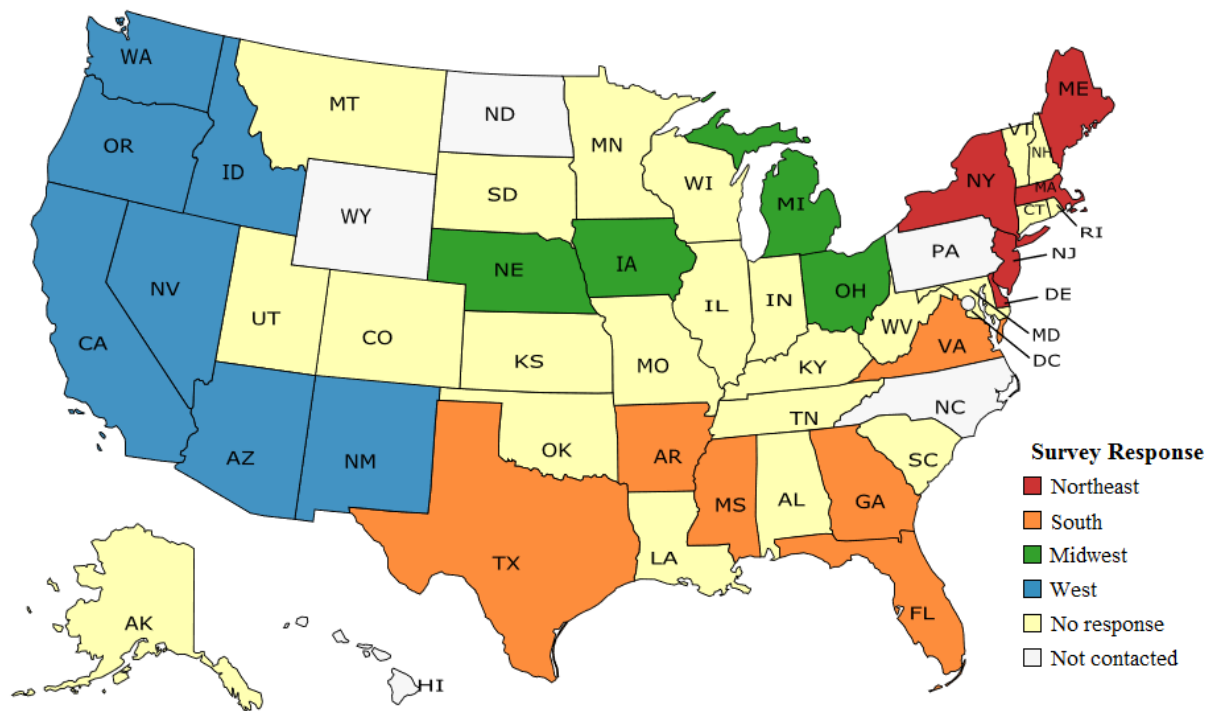 WA
MT
ND
MN
ME
OR
ID
SD
WI
MI
VT
NH
NY
MA
CT
RI
WY
NE
IA
PA
NJ
NV
UT
CO
IL
IN
OH
DE
CA
KS
MO
WV
VA
MD
DC
KY
AZ
NM
OK
AR
TN
NC
SC
TX
LA
MS
AL
GA
FL
AK
HI
Survey Response
Northeast
South
Midwest
West
No response
Not contacted